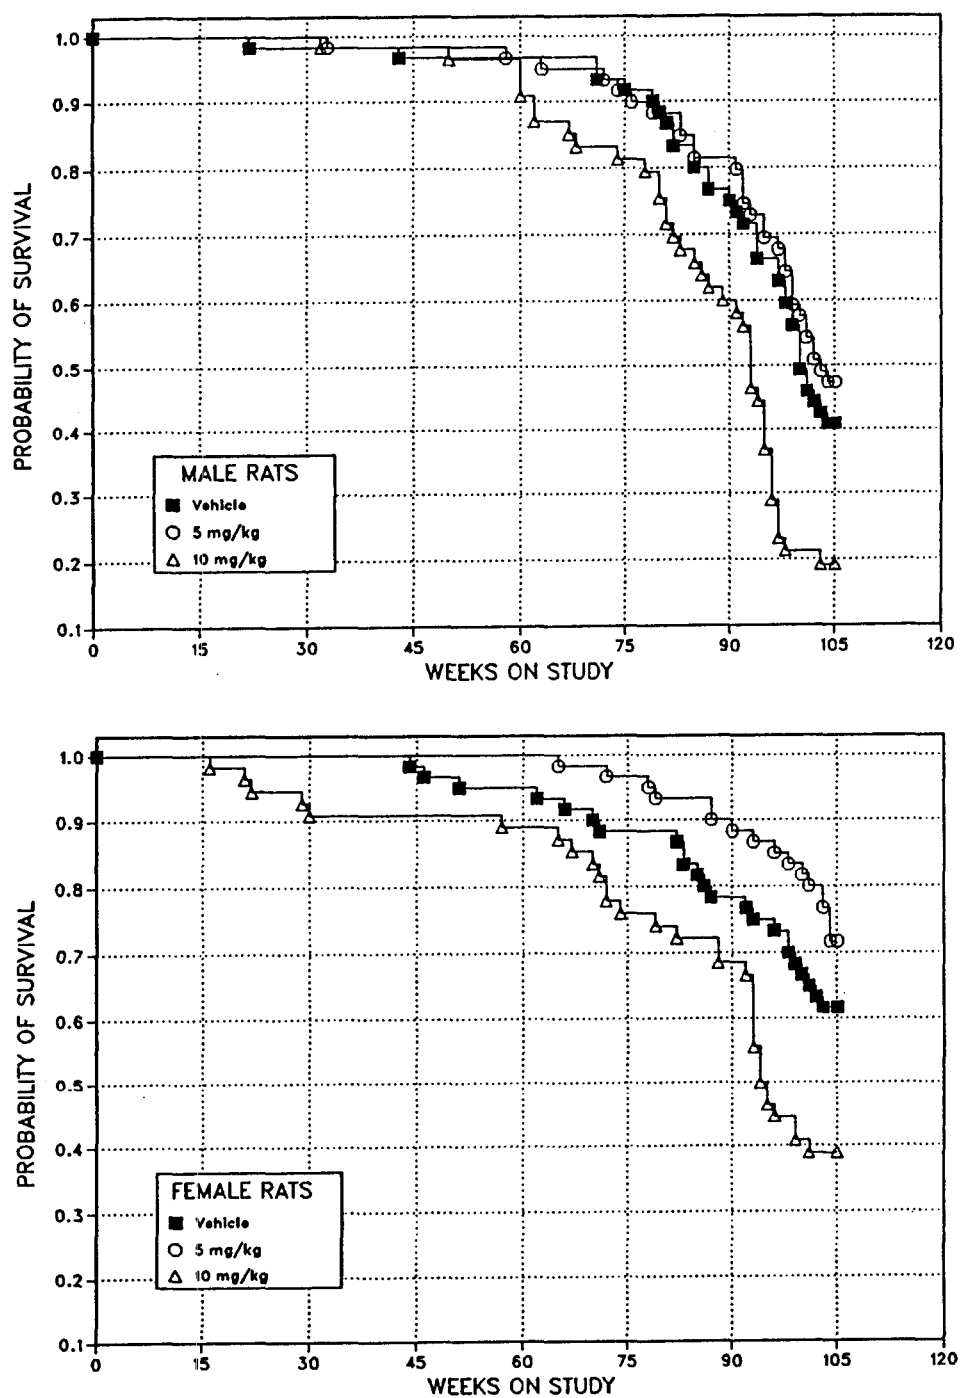 1.0
0.9
0.8
0.7
0.6
0.5
0.4
0.3
0.2
0.1
PROBABILITY OF SURVIVAL
MALE RATS
Vehicle
5 mg/kg
10 mg/kg
0 15 30 45 60 75 90 105 120
WEEKS ON STUDY
1.0
0.9
0.8
0.7
0.6
0.5
0.4
0.3
0.2
0.1
PROBABILITY OF SURVIVAL
FEMALE RATS
Vehicle
5 mg/kg
10 mg/kg
0 15 30 45 60 75 90 105 120
WEEKS ON STUDY